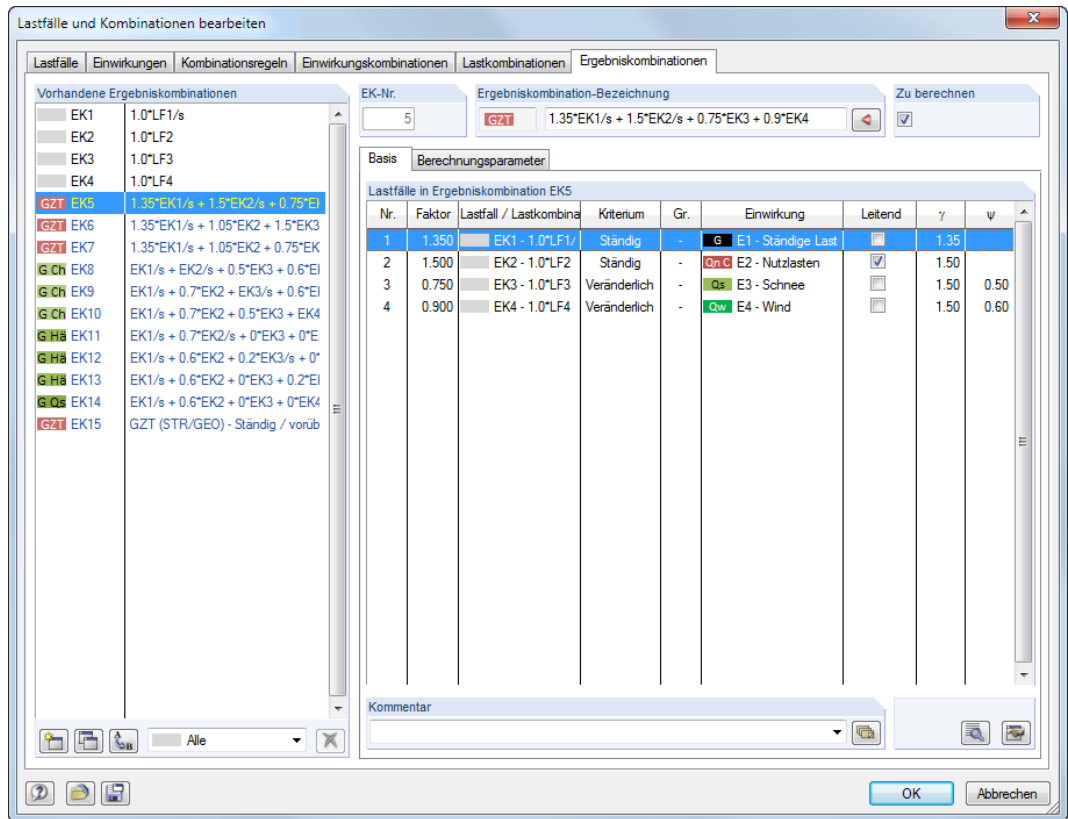 Lastfälle und Kombinationen bearbeiten
Lastfälle Einwirkungen Kombinationsregeln Einwirkungskombinationen Lastkombinationen Ergebniskombinationen
Vorhandene Ergebniskombinationen
EK1 1.0*LF1/s
EK2 1.0*LF2
EK3 1.0*LF3
EK4 1.0*LF4
GZT EK5 1.35*EK1/s + 1.5*EK2/s + 0.75*EK
GZT EK6 1.35*EK1/s + 1.05*EK2 + 1.5*EK3
GZT EK7 1.35*EK1/s + 1.05*EK2 + 0.75*EK
G Ch EK8 EK1/s + EK2/s + 0.5*EK3 + 0.6*EI
G Ch EK9 EK1/s + 0.7*EK2 + EK3/s + 0.6*EI
G Ch EK10 EK1/s + 0.7*EK2 + 0.5*EK3 + EK4
G Hä EK11 EK1/s + 0.7*EK2/s + 0*EK3 + 0*E
G Hä EK12 EK1/s + 0.6*EK2 + 0.2*EK3/s + 0*
G Hä EK13 EK1/s + 0.6*EK2 + 0*EK3 + 0.2*EI
G Qs EK14 EK1/s + 0.6*EK2 + 0*EK3 + 0*EK4
GZT EK15 GZT (STR/GEO) - Ständig / vorüb
Alle
EK-Nr.
5
Ergebniskombination-Bezeichnung
GZT 1.35*EK1/s + 1.5*EK2/s + 0.75*EK3 + 0.9*EK4
Zu berechnen
Basis Berechnungsparameter
Lastfälle in Ergebniskombination EK5
Nr. Faktor Lastfall / Lastkombina Kriterium Gr. Einwirkung Leitend γ ψ
1 1.350 EK1 - 1.0*LF1/ Ständig - G E1 - Ständige Last 1.35
2 1.500 EK2 - 1.0*LF2 Ständig - Qn C E2 - Nutzlasten 1.50
3 0.750 EK3 - 1.0*LF3 Veränderlich - Qs E3 - Schnee 1.50 0.50
4 0.900 EK4 - 1.0*LF4 Veränderlich - Qw E4 - Wind 1.50 0.60
Kommentar
OK Abbrechen